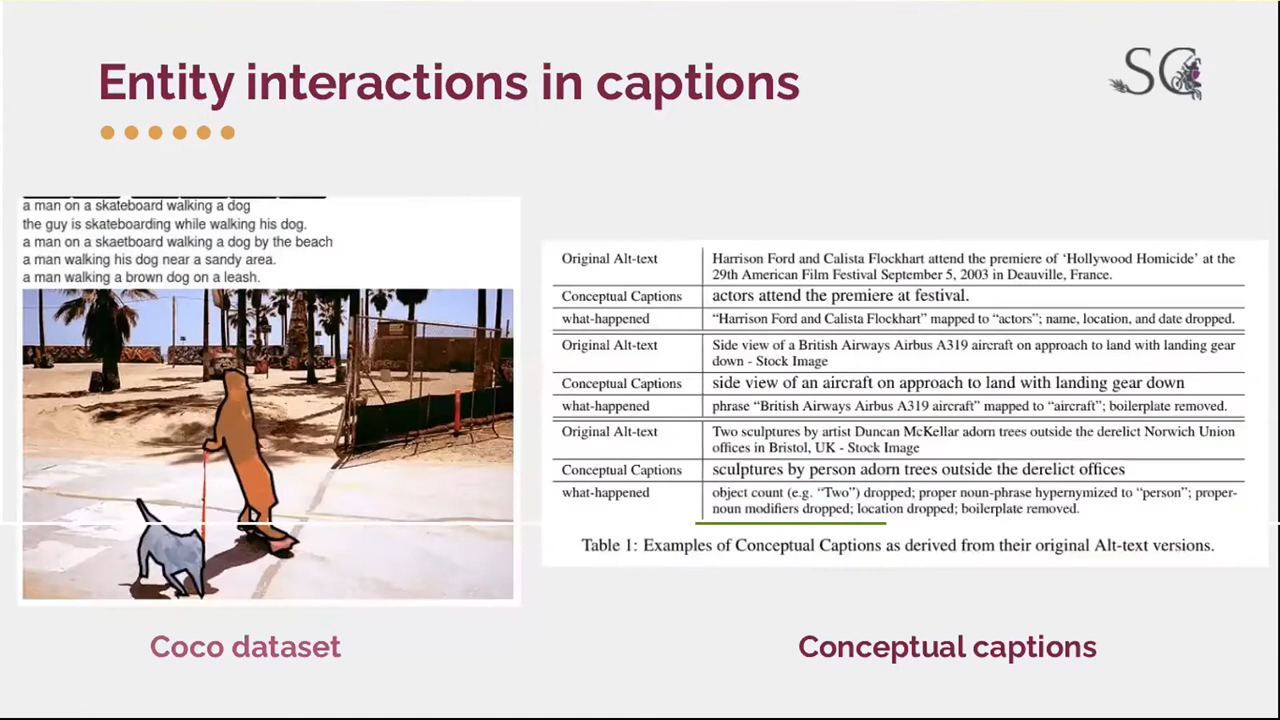 Entity interactions in captions
SC
a man on a skateboard walking a dog
the guy is skateboarding while walking his dog.
a man on a skaetboard walking a dog by the beach
a man walking his dog near a sandy area.
a man walking a brown dog on a leash.
Original Alt-text
Harrison Ford and Calista Flockhart attend the premiere of ‘Hollywood Homicide’ at the
29th American Film Festival September 5, 2003 in Deauville, France.
Conceptual Captions
actors attend the premiere at festival.
what-happened
“Harrison Ford and Calista Flockhart” mapped to “actors”; name, location, and date dropped.
Original Alt-text
Side view of a British Airways Airbus A319 aircraft on approach to land with landing gear
down - Stock Image
Conceptual Captions
side view of an aircraft on approach to land with landing gear down
what-happened
phrase “British Airways Airbus A319 aircraft” mapped to “aircraft”; boilerplate removed.
Original Alt-text
Two sculptures by artist Duncan McKellar adorn trees outside the derelict Norwich Union
offices in Bristol, UK - Stock Image
Conceptual Captions
sculptures by person adorn trees outside the derelict offices
what-happened
object count (e.g. “Two”) dropped; proper noun-phrase hypernymized to “person”; proper-
noun modifiers dropped; location dropped; boilerplate removed.
Table 1: Examples of Conceptual Captions as derived from their original Alt-text versions.
Coco dataset
Conceptual captions